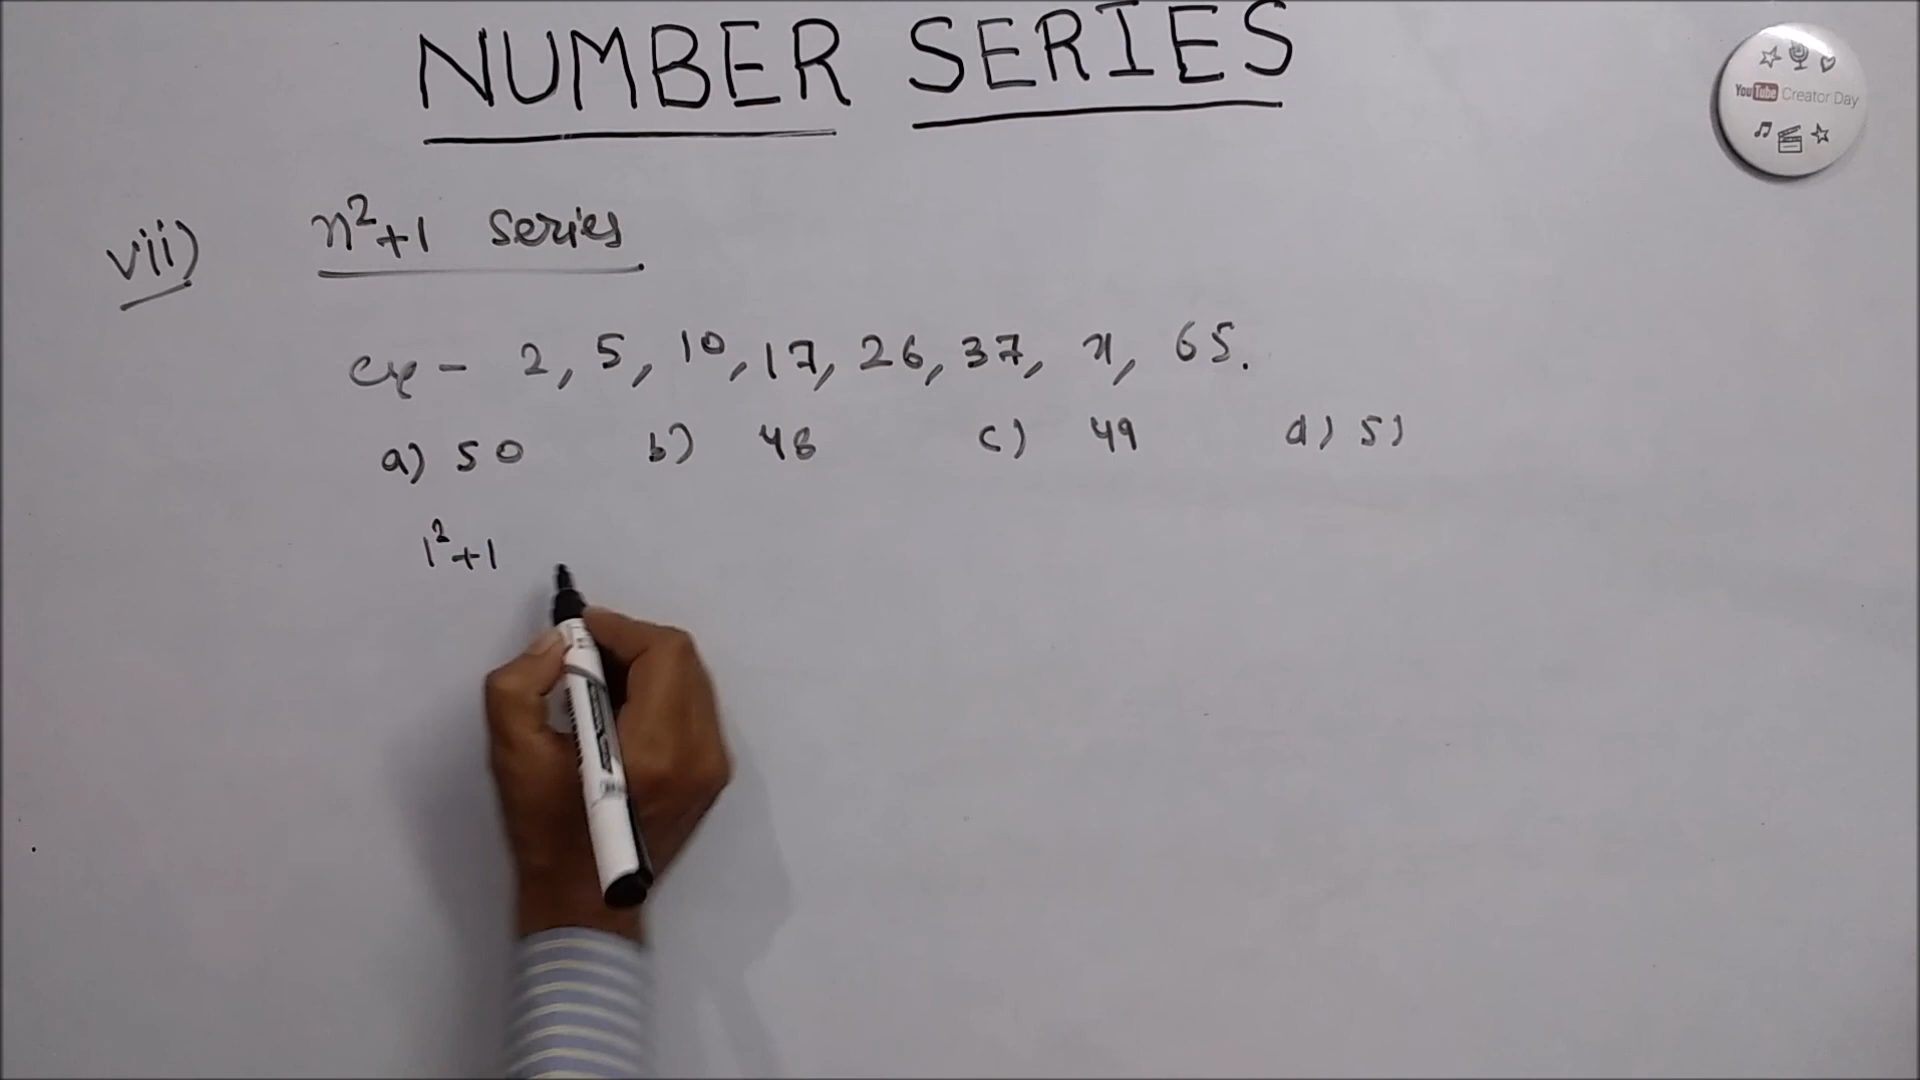 NUMBER SERIES
YouTube Creator Day
vii) n²+1 series
ex - 2, 5, 10, 17, 26, 37, x, 65.
a) 50 b) 48 c) 49 d) 51
1²+1